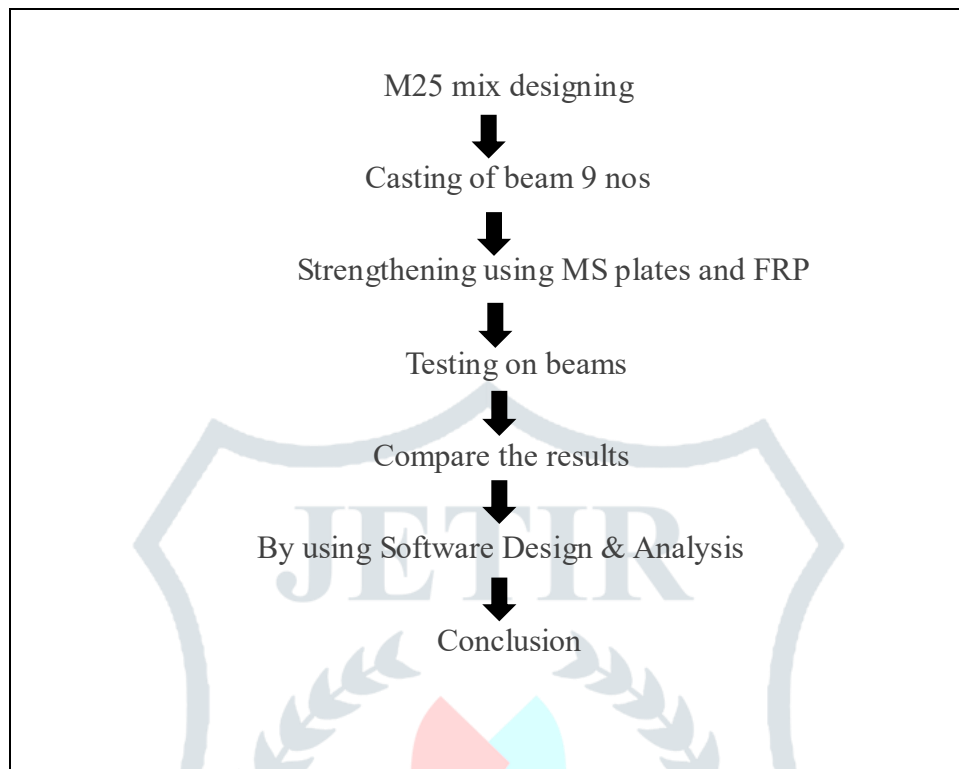 M25 mix designing
Casting of beam 9 nos
Strengthening using MS plates and FRP
Testing on beams
Compare the results
JETIR
By using Software Design & Analysis
Conclusion